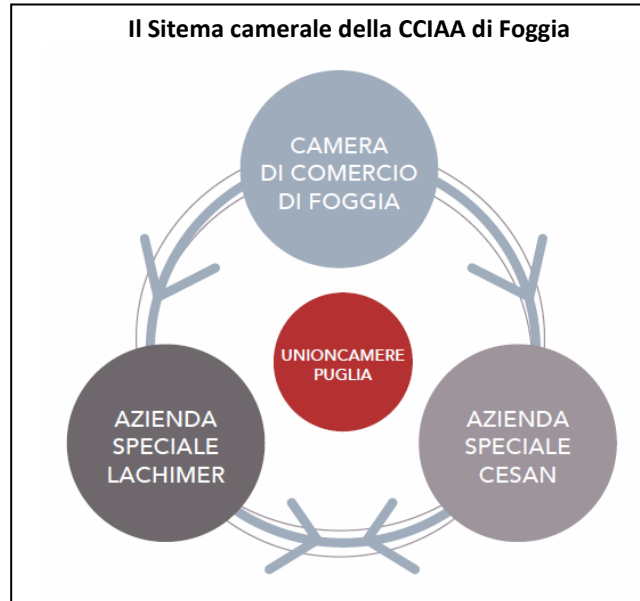 Il Sitema camerale della CCIAA di Foggia
CAMERA
DI COMERCIO
DI FOGGIA
UNIONCAMERE
PUGLIA
AZIENDA
SPECIALE
LACHIMER
AZIENDA
SPECIALE
CESAN